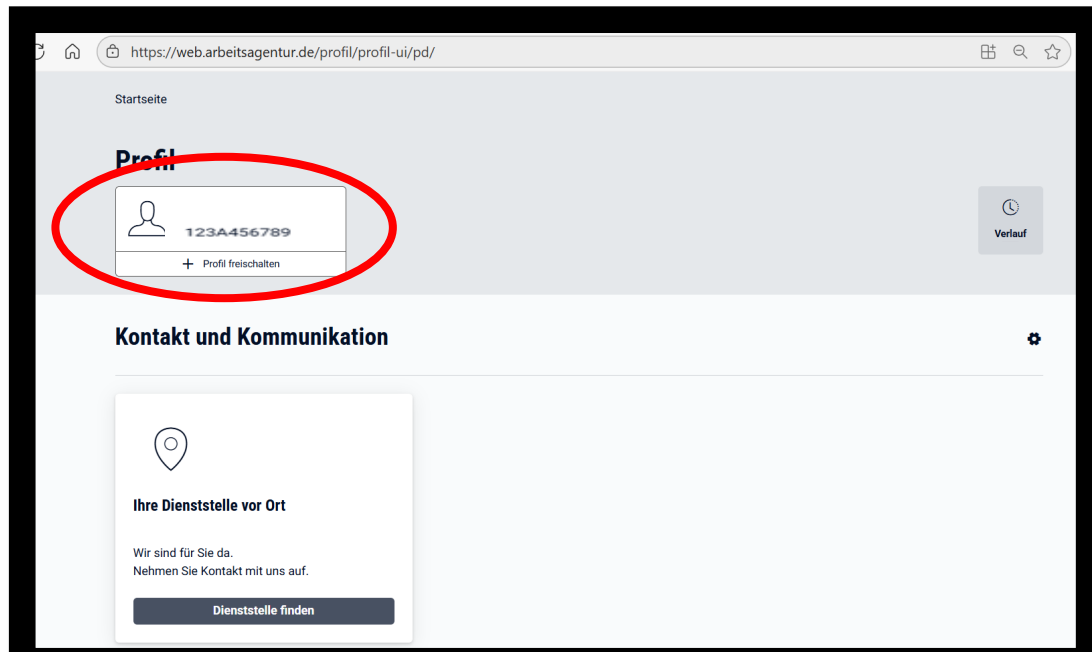 https://web.arbeitsagentur.de/profil/profil-ui/pd/
Startseite
Profil
123A456789
+ Profil freischalten
Verlauf
Kontakt und Kommunikation
Ihre Dienststelle vor Ort
Wir sind für Sie da.
Nehmen Sie Kontakt mit uns auf.
Dienststelle finden